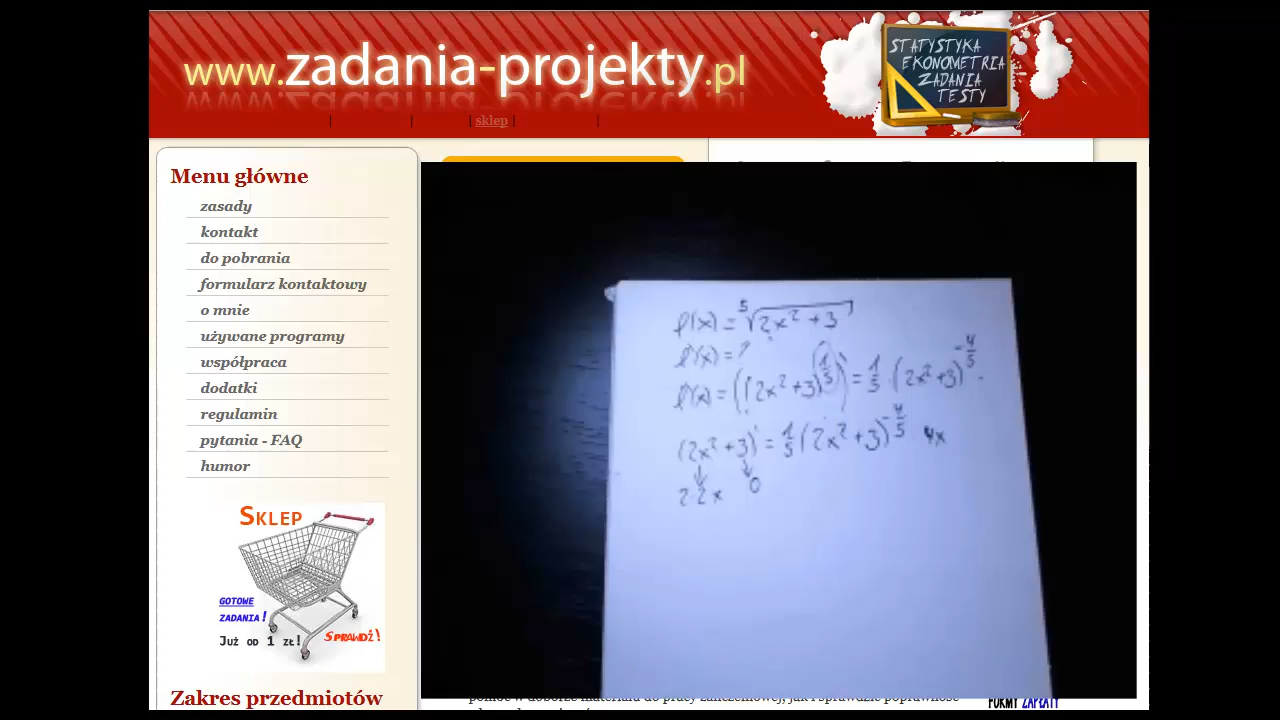 www.zadania-projekty.pl
STATYSTYKA
EKONOMETRIA
ZADANIA
TESTY
| | | sklep | |
Menu główne
zasady
kontakt
do pobrania
formularz kontaktowy
o mnie
używane programy
współpraca
dodatki
regulamin
pytania - FAQ
humor
SKLEP
GOTOWE
ZADANIA!
JUŻ OD 1 ZŁ!
SPRAWDŹ!
Zakres przedmiotów
f(x) = ⁵√(2x² + 3)
f'(x) = ?
f'(x) = ((2x² + 3)^(1/5))' = 1/5 (2x² + 3)^(-4/5) ·
(2x² + 3)' = 1/5 (2x² + 3)^(-4/5) 4x
2·2x 0
FORMY ZAPŁATY